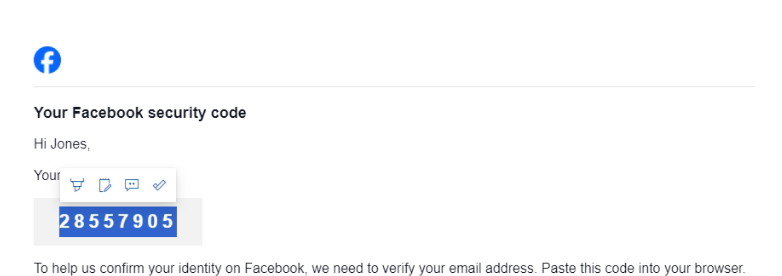 Your Facebook security code
Hi Jones,
Your
28557905
To help us confirm your identity on Facebook, we need to verify your email address. Paste this code into your browser.